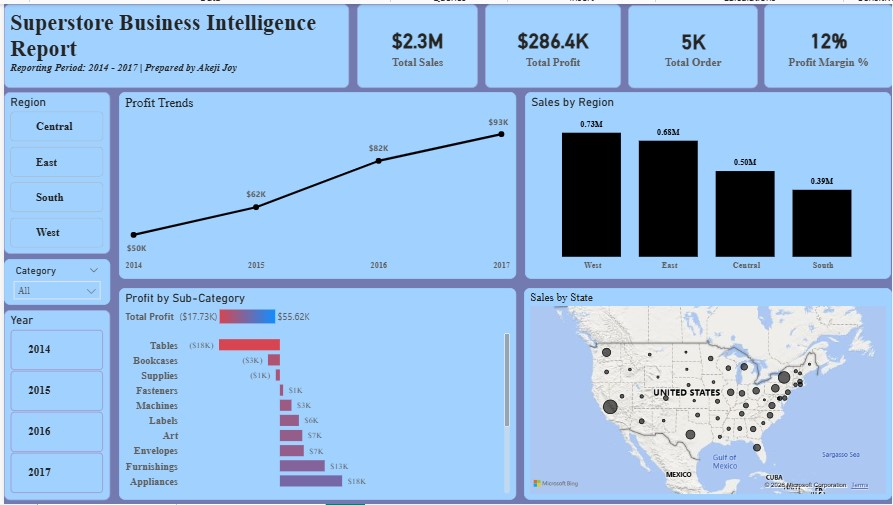 Superstore Business Intelligence
Report
Reporting Period: 2014 - 2017 | Prepared by Akeji Joy
$2.3M
Total Sales
$286.4K
Total Profit
5K
Total Order
12%
Profit Margin %
Region
Central
East
South
West
Category
All
Year
2014
2015
2016
2017
Profit Trends
$50K
$62K
$82K
$93K
2014
2015
2016
2017
Sales by Region
0.73M
0.68M
0.50M
0.39M
West
East
Central
South
Profit by Sub-Category
Total Profit ($17.73K) $55.62K
Tables ($18K)
Bookcases ($3K)
Supplies ($1K)
Fasteners $1K
Machines $3K
Labels $6K
Art $7K
Envelopes $7K
Furnishings $13K
Appliances $18K
Sales by State
UNITED STATES
Gulf of
Mexico
Sargasso Sea
MEXICO
CUBA
Microsoft Bing
Microsoft Corporation Terms